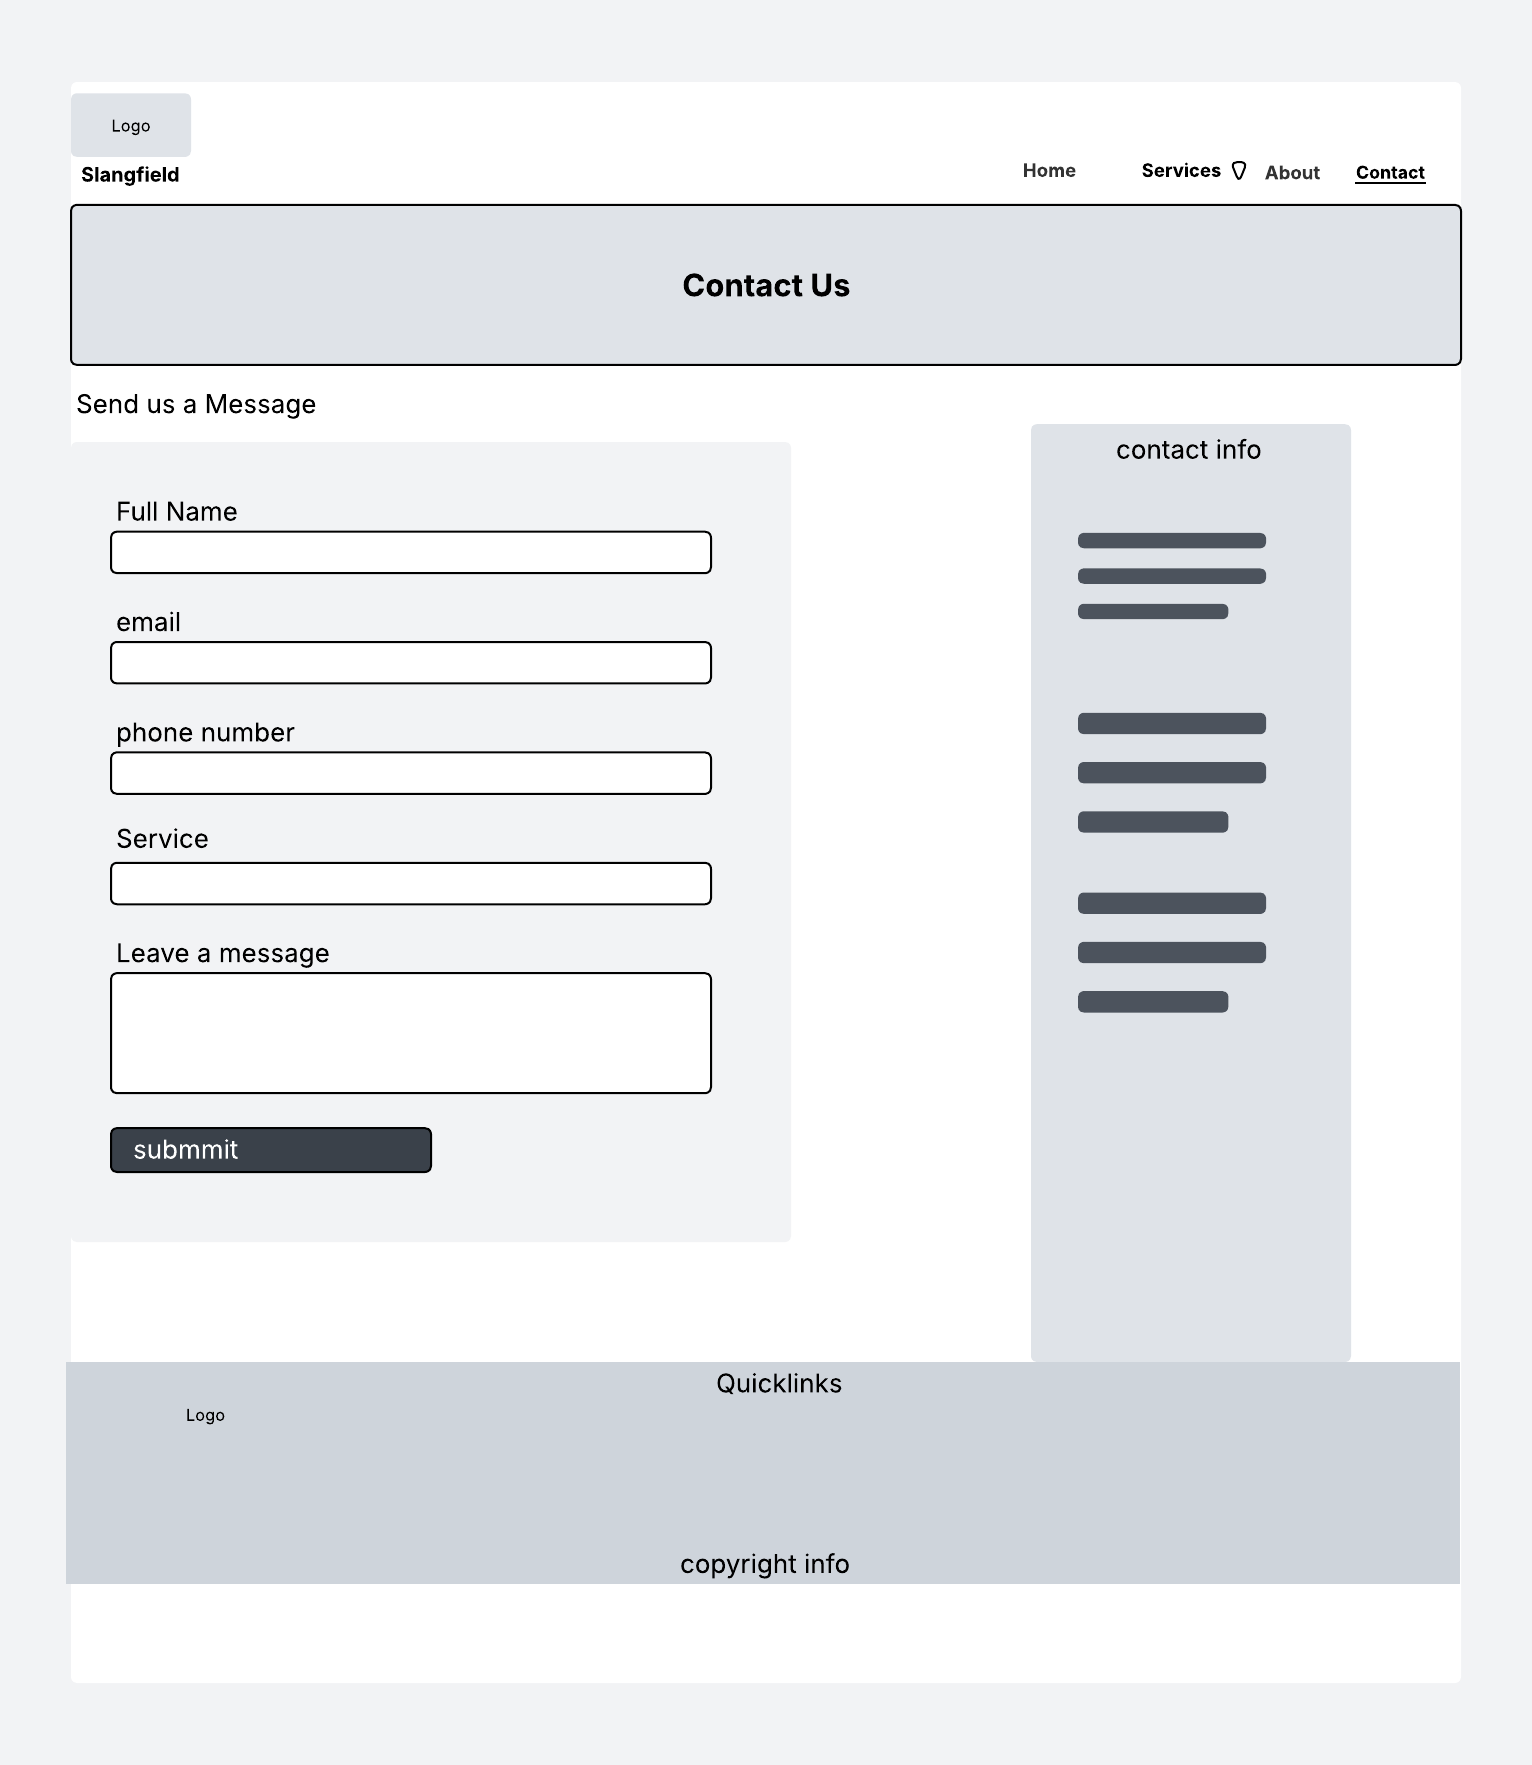 Logo
Slangfield
Home Services About Contact
Contact Us
Send us a Message
contact info
Full Name
email
phone number
Service
Leave a message
submmit
Quicklinks
Logo
copyright info